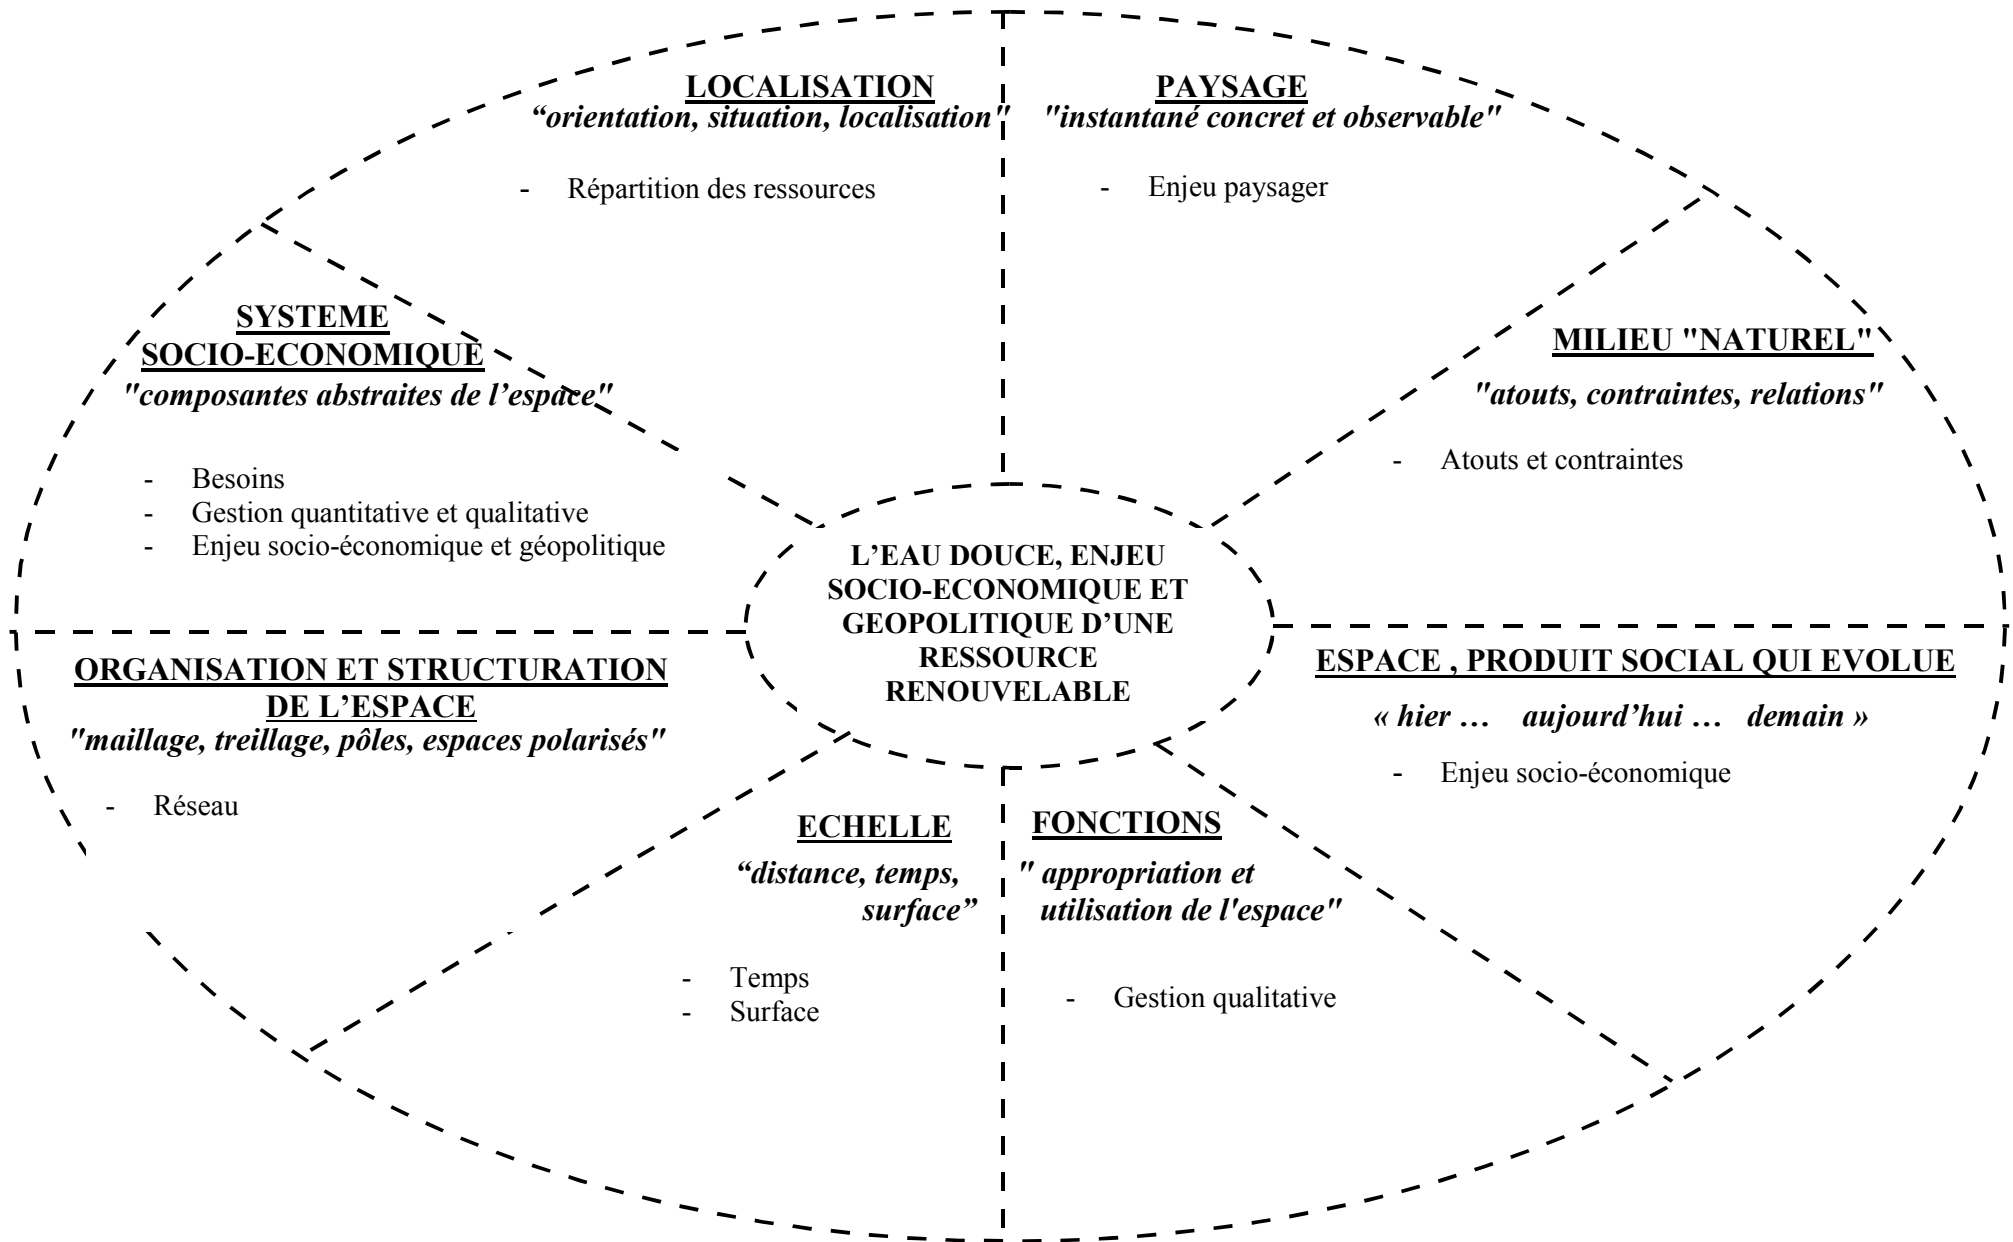 LOCALISATION
“orientation, situation, localisation"
- Répartition des ressources
PAYSAGE
"instantané concret et observable"
- Enjeu paysager
SYSTEME
SOCIO-ECONOMIQUE
"composantes abstraites de l’espace"
- Besoins
- Gestion quantitative et qualitative
- Enjeu socio-économique et géopolitique
MILIEU "NATUREL"
"atouts, contraintes, relations"
- Atouts et contraintes
L’EAU DOUCE, ENJEU
SOCIO-ECONOMIQUE ET
GEOPOLITIQUE D’UNE
RESSOURCE
RENOUVELABLE
ORGANISATION ET STRUCTURATION
DE L’ESPACE
"maillage, treillage, pôles, espaces polarisés"
- Réseau
ESPACE , PRODUIT SOCIAL QUI EVOLUE
« hier … aujourd’hui … demain »
- Enjeu socio-économique
ECHELLE
“distance, temps,
surface”
- Temps
- Surface
FONCTIONS
" appropriation et
utilisation de l'espace"
- Gestion qualitative